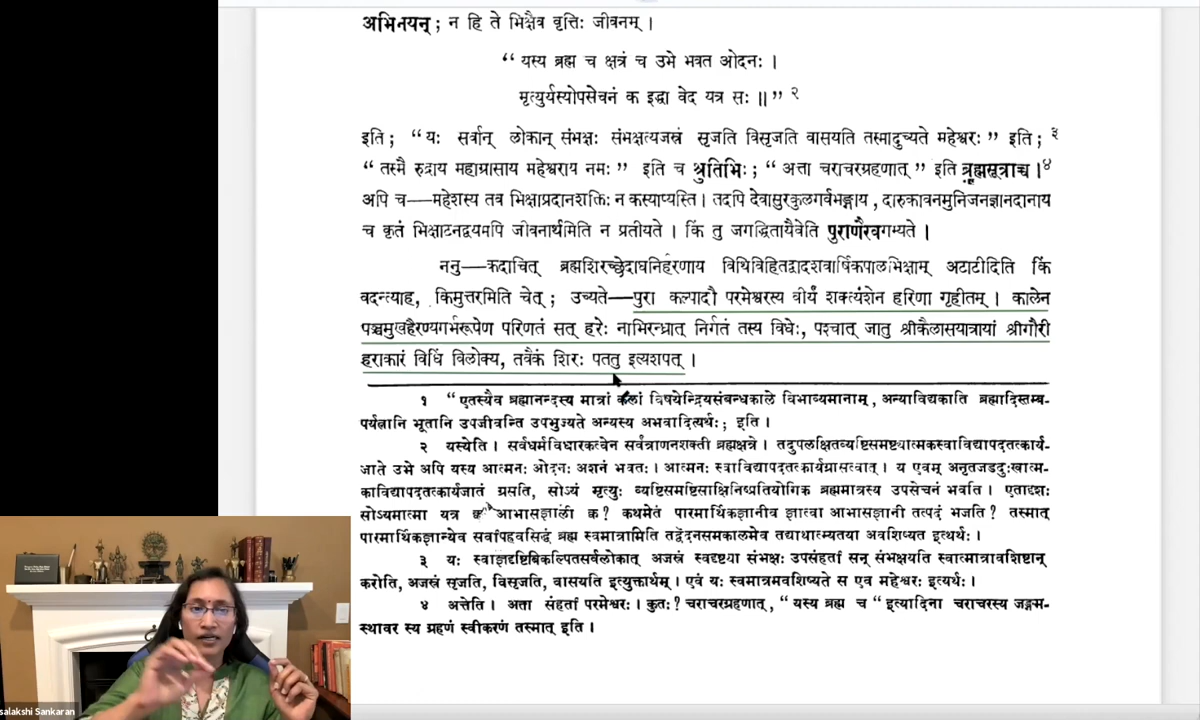 अभिनयन् ; न हि ते भिक्षैव वृत्तिः जीवनम् ।
“ यस्य ब्रह्म च क्षत्रं च उभे भवत ओदनः ।
मृत्युर्यस्योपसेचनं क इद्धा वेद यत्र सः ॥ ” २
इति ; “ यः सर्वान् लोकान् संभक्षः संभक्षत्यजस्रं सृजति विसृजति वासयति तस्मादुच्यते महेश्वरः ” इति ; ३
“ तस्मै रुद्राय महाग्रासाय महेश्वराय नमः ” इति च श्रुतिभिः ; “ अत्ता चराचरग्रहणात् ” इति ब्रह्मसूत्राच्च । ४
अपि च—महेशस्य तव भिक्षाप्रदानशक्तिः न कस्याप्यस्ति । तदपि देवासुरकुलगर्वभङ्गाय , दारुकावनमुनिजनज्ञानदानाय
च कृतं भिक्षाटनद्वयमपि जीवनार्थमिति न प्रतीयते । किं तु जगद्धितायैवेति पुराणैरवगम्यते ।
ननु—कदाचित् ब्रह्मशिरच्छेदाघनिर्हरणाय विधिविहितद्वादशवार्षिकपालभिक्षाम् अटाटीदिति किं
वदन्त्याह, किमुत्तरमिति चेत् ; उच्यते—पुरा कल्पादौ परमेश्वरस्य वीर्यं शक्त्यंशेन हरिणा गृहीतम् । कालेन
पञ्चमुखहैरण्यगर्भरूपेण परिणतं सत् हरेः नाभिरन्ध्रात् निर्गतं तस्य विधेः, पश्चात् जातु श्रीकैलासयात्रायां श्रीगौरी
हराकारं विधिं विलोक्य, तवैकं शिरः पततु इत्यशपत् ।
१ “ एतस्यैव ब्रह्मानन्दस्य मात्रां कलां विषयेन्द्रियसंबन्धकाले विभाव्यमानाम् , अन्याविद्यकाति ब्रह्मादिस्तम्ब-
पर्यन्तानि भूतानि उपजीवन्ति उपभुञ्जते अन्यस्य अभवादित्यर्थः ; इति ।
२ यस्येति । सर्वधर्मविधारकत्वेन सर्वत्राणनशक्ती ब्रह्मक्षत्रे । तदुपलक्षितव्यष्टिसमष्ट्यात्मकस्वाविद्यापदतत्कार्य-
जाते उभे अपि यस्य आत्मनः ओदनः अशनं भवतः । आत्मनः स्वाविद्यापदतत्कार्यग्रासत्वात् । य एवम् अनृतजडदुःखात्म-
काविद्यापदतत्कार्यजातं ग्रसति, सोऽयं मृत्युः व्यष्टिसमष्टिसाक्षिनिष्प्रतियोगिक ब्रह्ममात्रस्य उपसेचनं भवति । एतादृशः
सोऽयमात्मा यत्र क्व आभासज्ञानी क्व ? कथमेतं पारमार्थिकज्ञानीव ज्ञात्वा आभासज्ञानी तत्पदं भजति ? तस्मात्
पारमार्थिकज्ञान्येव सर्वापह्नवसिद्धं ब्रह्म स्वमात्रामिति तद्वेदनसमकालमेव तद्याथात्म्यतया अवशिष्यत इत्यर्थः ।
३ यः स्वाज्ञदृष्टिविकल्पितसर्वलोकात् अजस्रं स्वदृष्ट्या संभक्षः उपसंहर्ता सन् संभक्षयति स्वात्मात्रावशिष्टान्
करोति, अजस्रं सृजति, विसृजति, वासयति इत्युक्तार्थम् । एवं यः स्वमात्रमवशिष्यते स एव महेश्वरः इत्यर्थः ।
४ अत्तेति । अत्ता संहर्ता परमेश्वरः । कुतः ? चराचरग्रहणात् , “ यस्य ब्रह्म च “ इत्यादिना चराचरस्य जङ्गम-
स्थावर स्य ग्रहणं स्वीकरणं तस्मात् इति ।
salakshi Sankaran